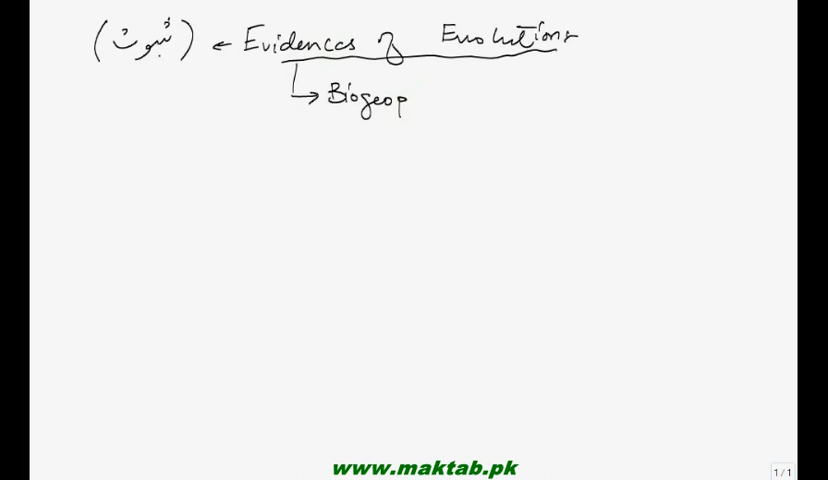 (ثبوت) ← Evidences of Evolution
↳ Biogeop
www.maktab.pk
1/1